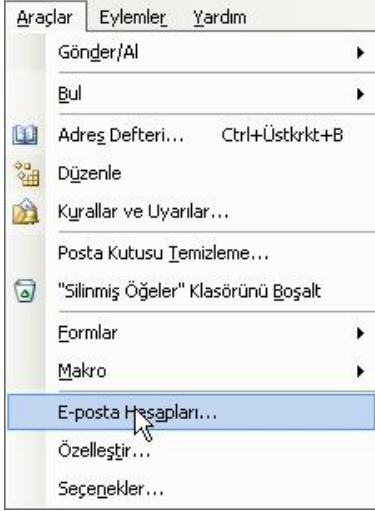 Araçlar Eylemler Yardım
Gönder/Al
Bul
Adres Defteri... Ctrl+Üstkrkt+B
Düzenle
Kurallar ve Uyarılar...
Posta Kutusu Temizleme...
"Silinmiş Öğeler" Klasörünü Boşalt
Formlar
Makro
E-posta Hesapları...
Özelleştir...
Seçenekler...